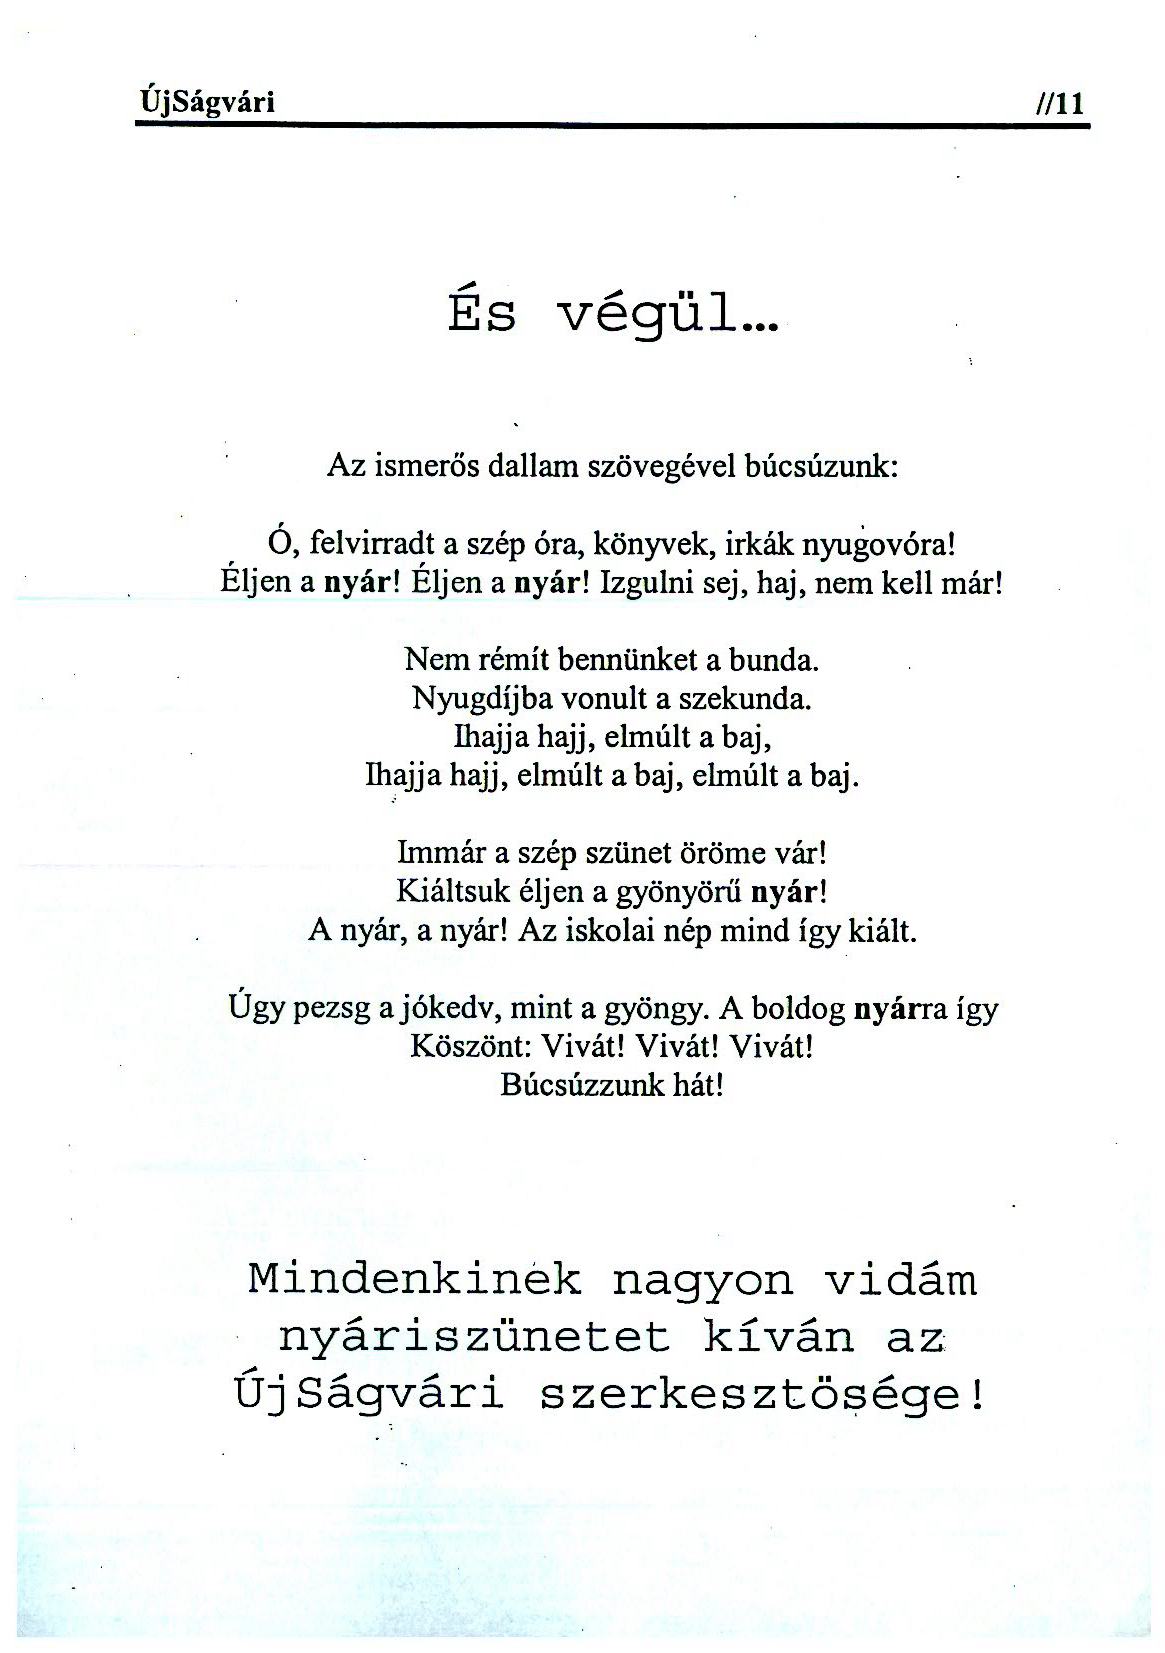 ÚjSágvári //11
És végül...
Az ismerős dallam szövegével búcsúzunk:
Ó, felvirradt a szép óra, könyvek, irkák nyugovóra!
Éljen a nyár! Éljen a nyár! Izgulni sej, haj, nem kell már!
Nem rémít bennünket a bunda.
Nyugdíjba vonult a szekunda.
Ihajja hajj, elmúlt a baj,
Ihajja hajj, elmúlt a baj, elmúlt a baj.
Immár a szép szünet öröme vár!
Kiáltsuk éljen a gyönyörű nyár!
A nyár, a nyár! Az iskolai nép mind így kiált.
Úgy pezsg a jókedv, mint a gyöngy. A boldog nyárra így
Köszönt: Vivát! Vivát! Vivát!
Búcsúzzunk hát!
Mindenkinek nagyon vidám
nyáriszünetet kíván az
ÚjSágvári szerkesztösége!